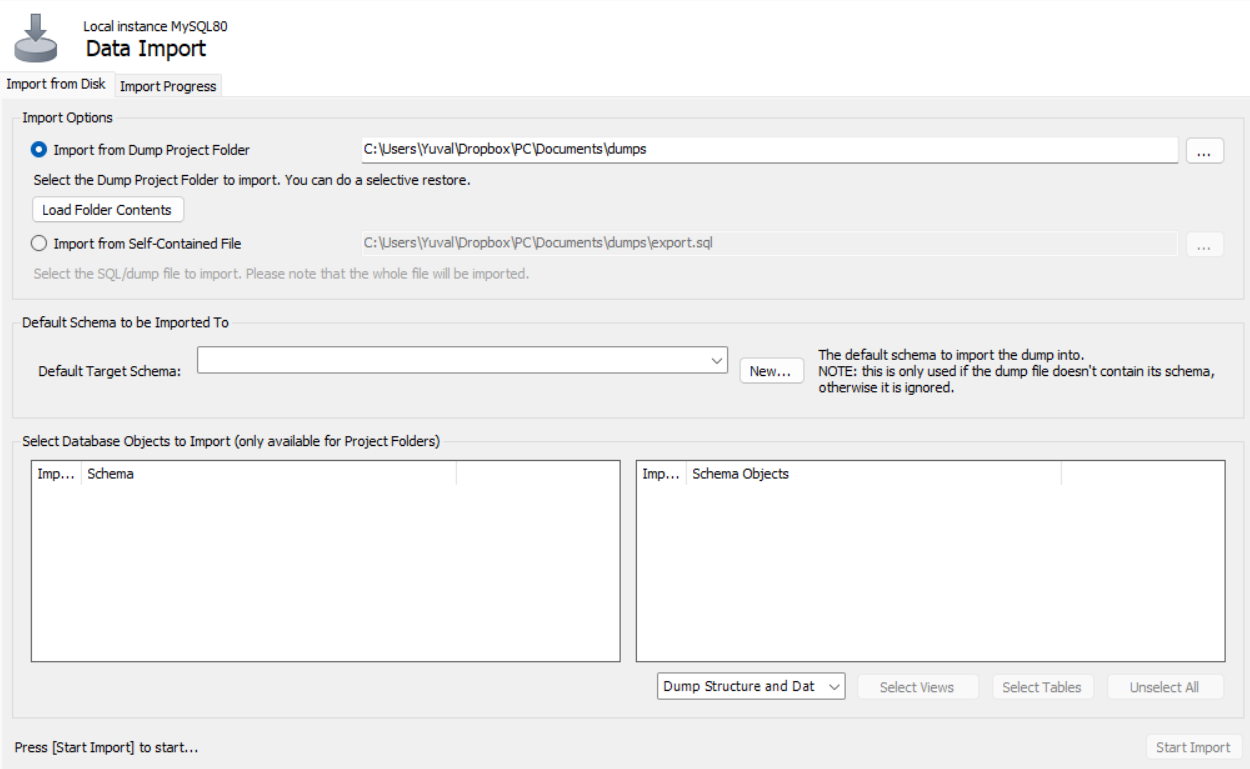 Local instance MySQL80
Data Import
Import from Disk
Import Progress
Import Options
Import from Dump Project Folder
C:\Users\Yuval\Dropbox\PC\Documents\dumps
...
Select the Dump Project Folder to import. You can do a selective restore.
Load Folder Contents
Import from Self-Contained File
C:\Users\Yuval\Dropbox\PC\Documents\dumps\export.sql
...
Select the SQL/dump file to import. Please note that the whole file will be imported.
Default Schema to be Imported To
Default Target Schema:
New...
The default schema to import the dump into.
NOTE: this is only used if the dump file doesn't contain its schema,
otherwise it is ignored.
Select Database Objects to Import (only available for Project Folders)
Imp... Schema
Imp... Schema Objects
Dump Structure and Dat
Select Views
Select Tables
Unselect All
Press [Start Import] to start...
Start Import